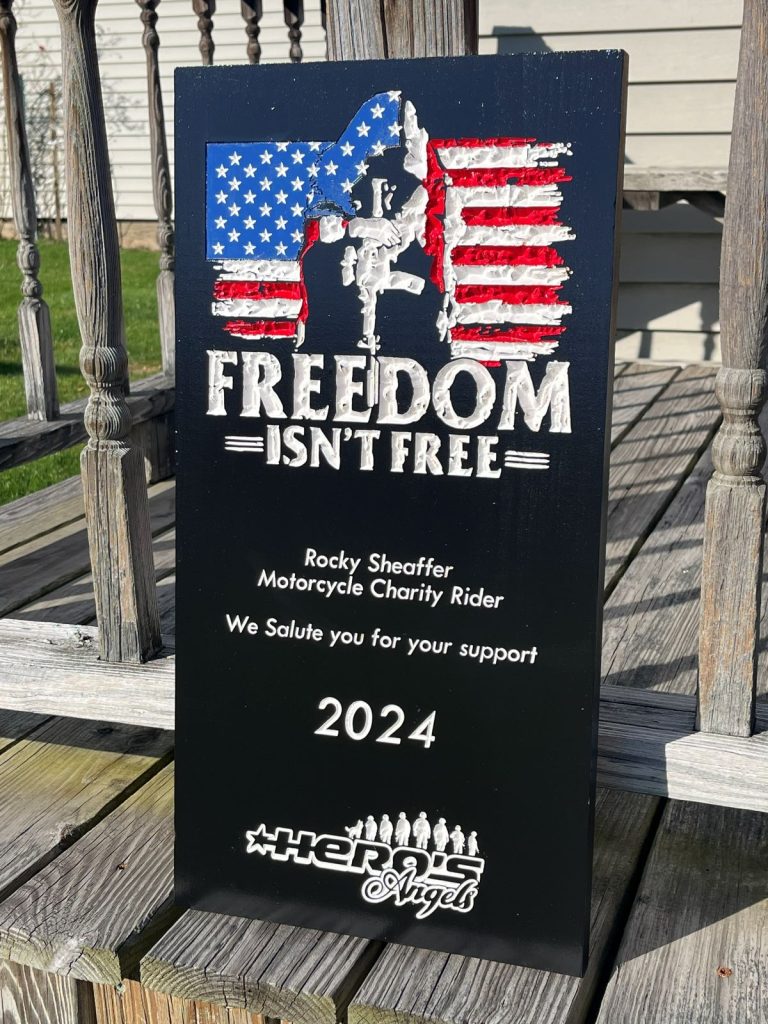 FREEDOM
ISN'T FREE
Rocky Sheaffer
Motorcycle Charity Rider
We Salute you for your support
2024
HERO'S
Angels